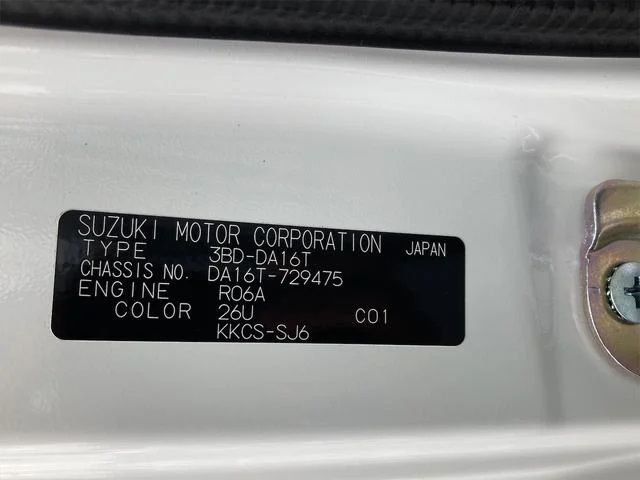 SUZUKI MOTOR CORPORATION JAPAN
TYPE 3BD-DA16T
CHASSIS NO. DA16T-729475
ENGINE R06A
COLOR 26U C01
KKCS-SJ6